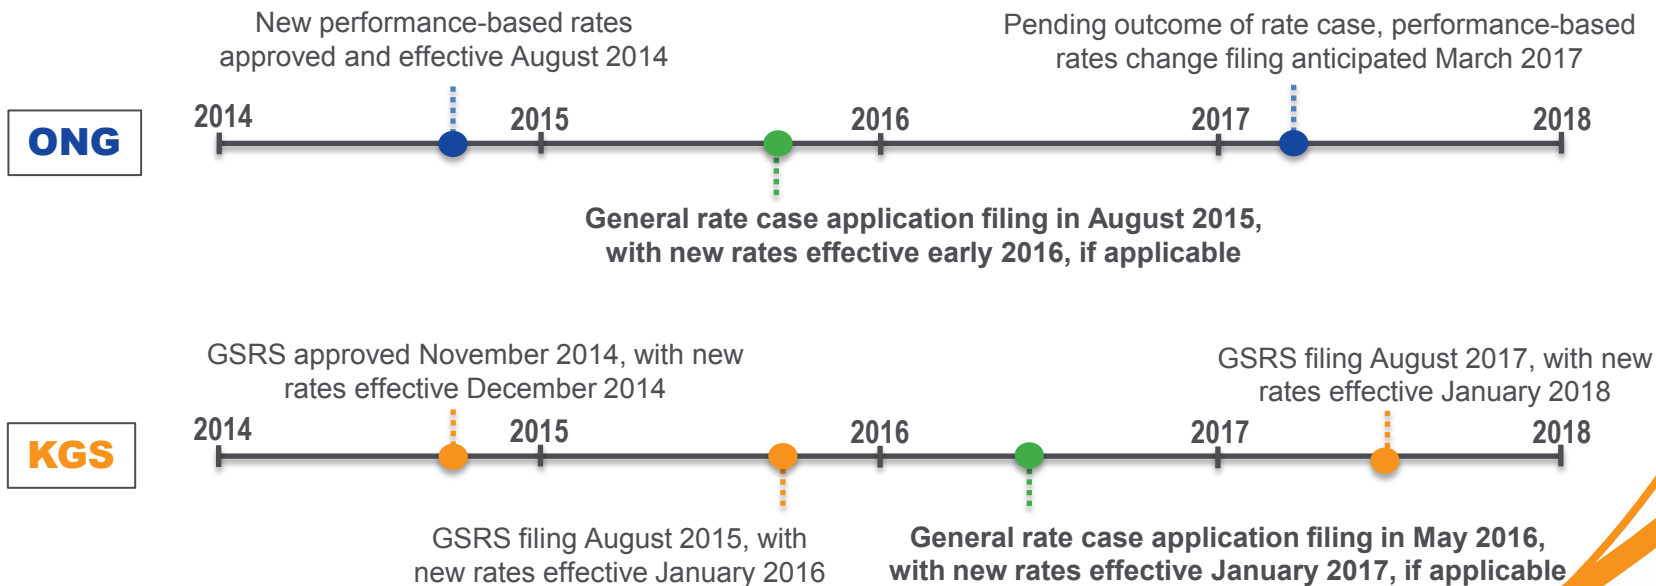 New performance-based rates
approved and effective August 2014
Pending outcome of rate case, performance-based
rates change filing anticipated March 2017
ONG
2014
2015
2016
2017
2018
General rate case application filing in August 2015,
with new rates effective early 2016, if applicable
GSRS approved November 2014, with new
rates effective December 2014
GSRS filing August 2017, with new
rates effective January 2018
KGS
2014
2015
2016
2017
2018
GSRS filing August 2015, with
new rates effective January 2016
General rate case application filing in May 2016,
with new rates effective January 2017, if applicable